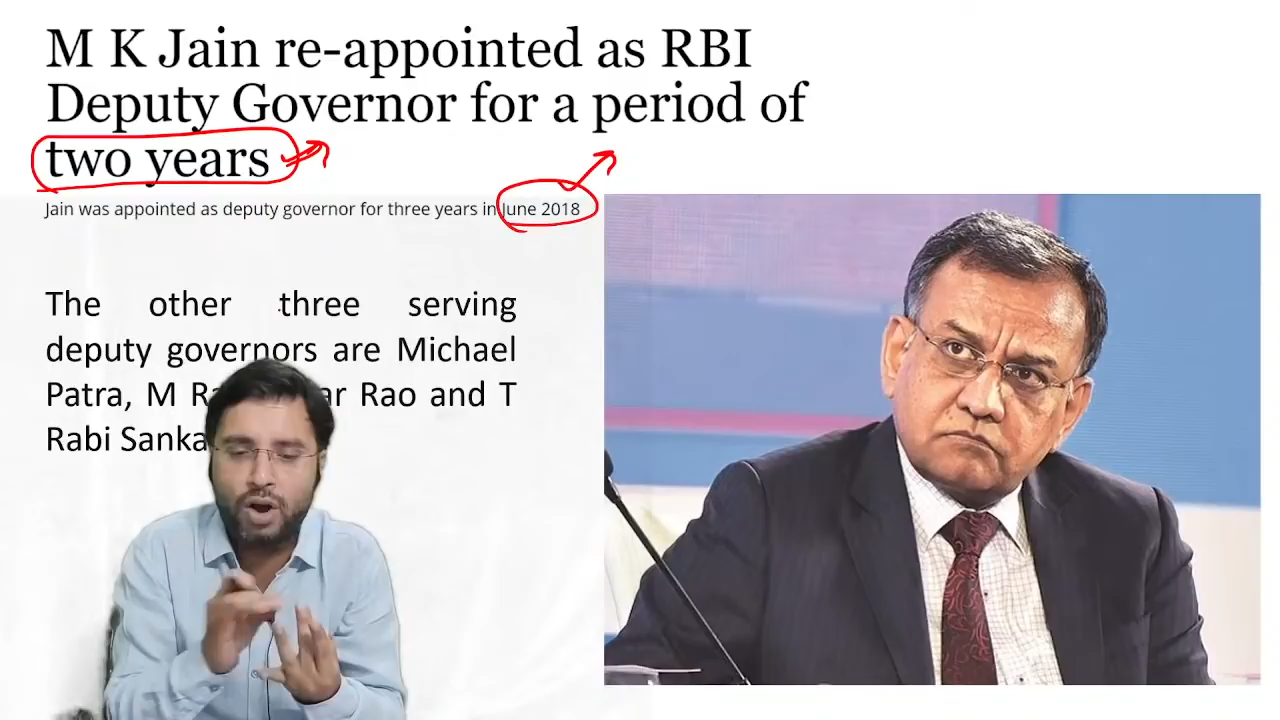 M K Jain re-appointed as RBI
Deputy Governor for a period of
two years
Jain was appointed as deputy governor for three years in June 2018
The other three serving
deputy governors are Michael
Patra, M Rao and T
Rabi